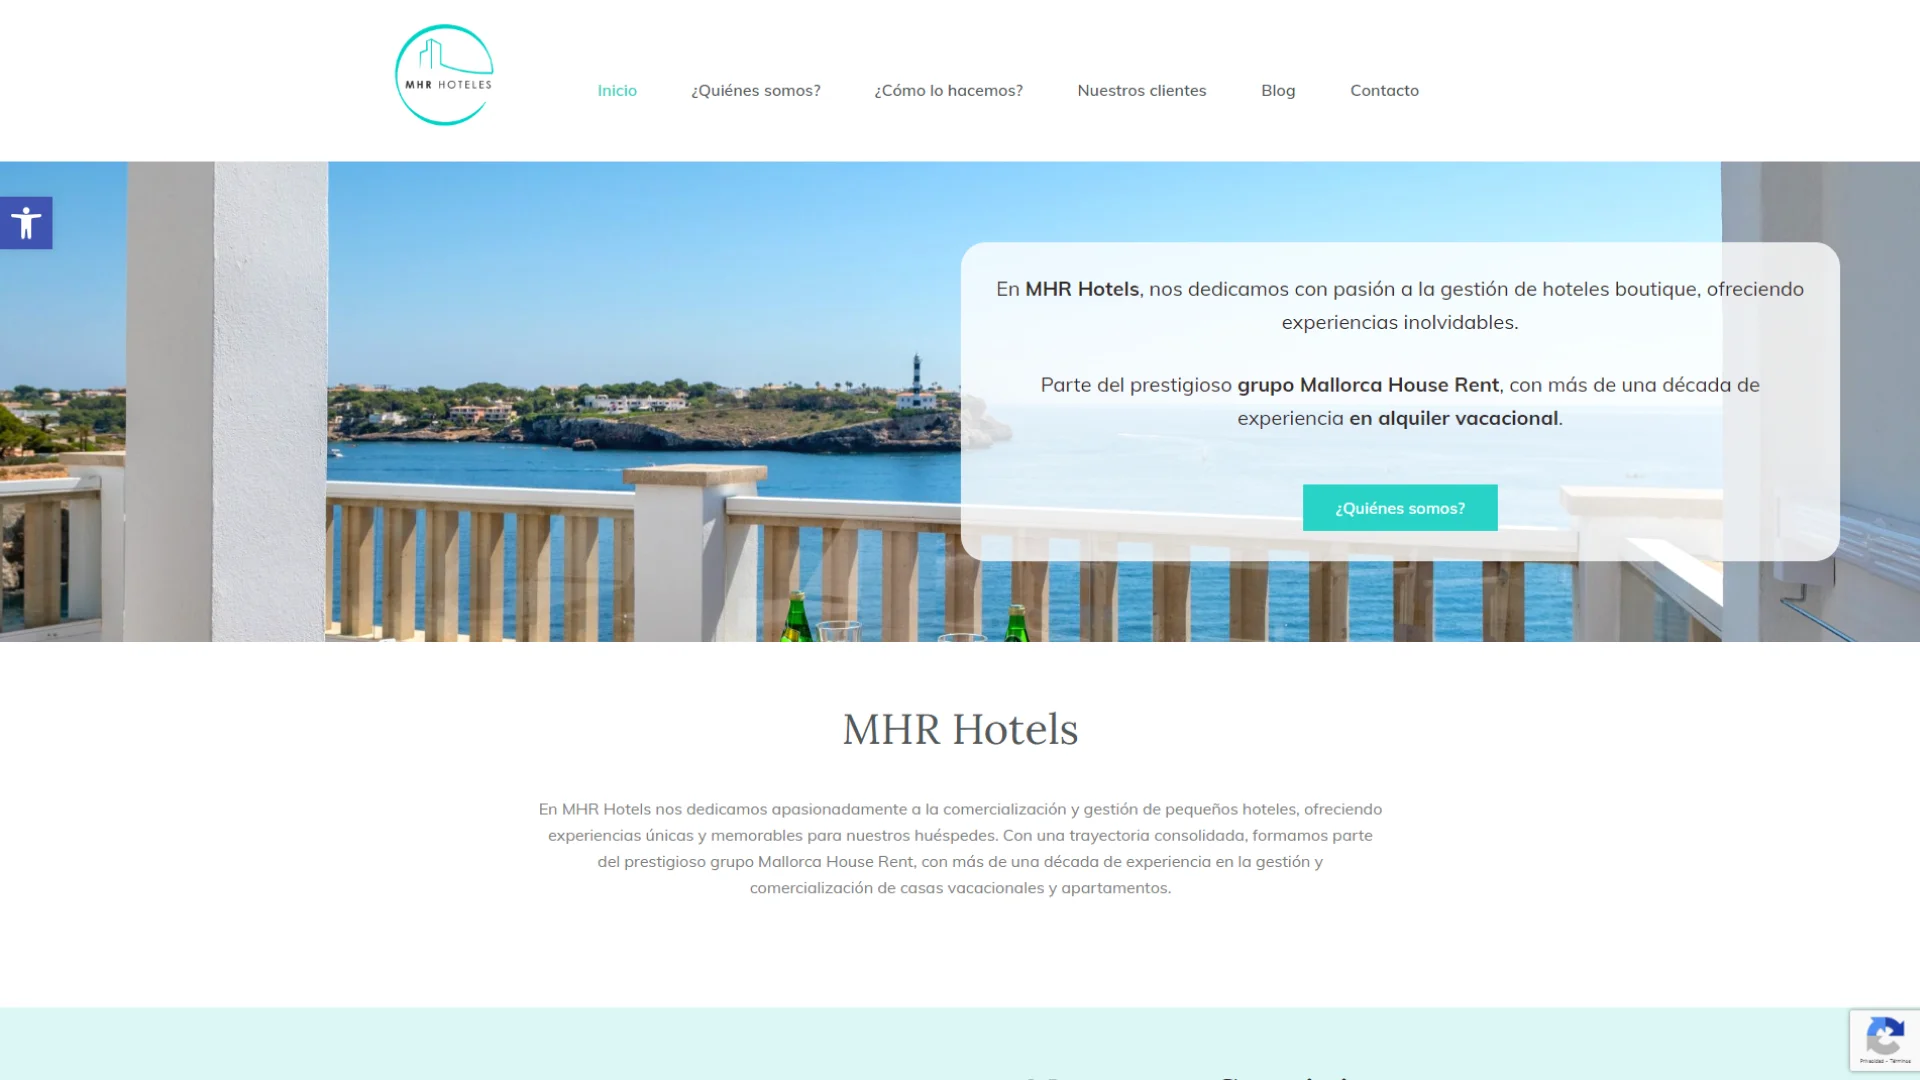 MHR HOTELES
Inicio
¿Quiénes somos?
¿Cómo lo hacemos?
Nuestros clientes
Blog
Contacto
En MHR Hotels, nos dedicamos con pasión a la gestión de hoteles boutique, ofreciendo
experiencias inolvidables.
Parte del prestigioso grupo Mallorca House Rent, con más de una década de
experiencia en alquiler vacacional.
¿Quiénes somos?
MHR Hotels
En MHR Hotels nos dedicamos apasionadamente a la comercialización y gestión de pequeños hoteles, ofreciendo
experiencias únicas y memorables para nuestros huéspedes. Con una trayectoria consolidada, formamos parte
del prestigioso grupo Mallorca House Rent, con más de una década de experiencia en la gestión y
comercialización de casas vacacionales y apartamentos.
Privacidad - Términos